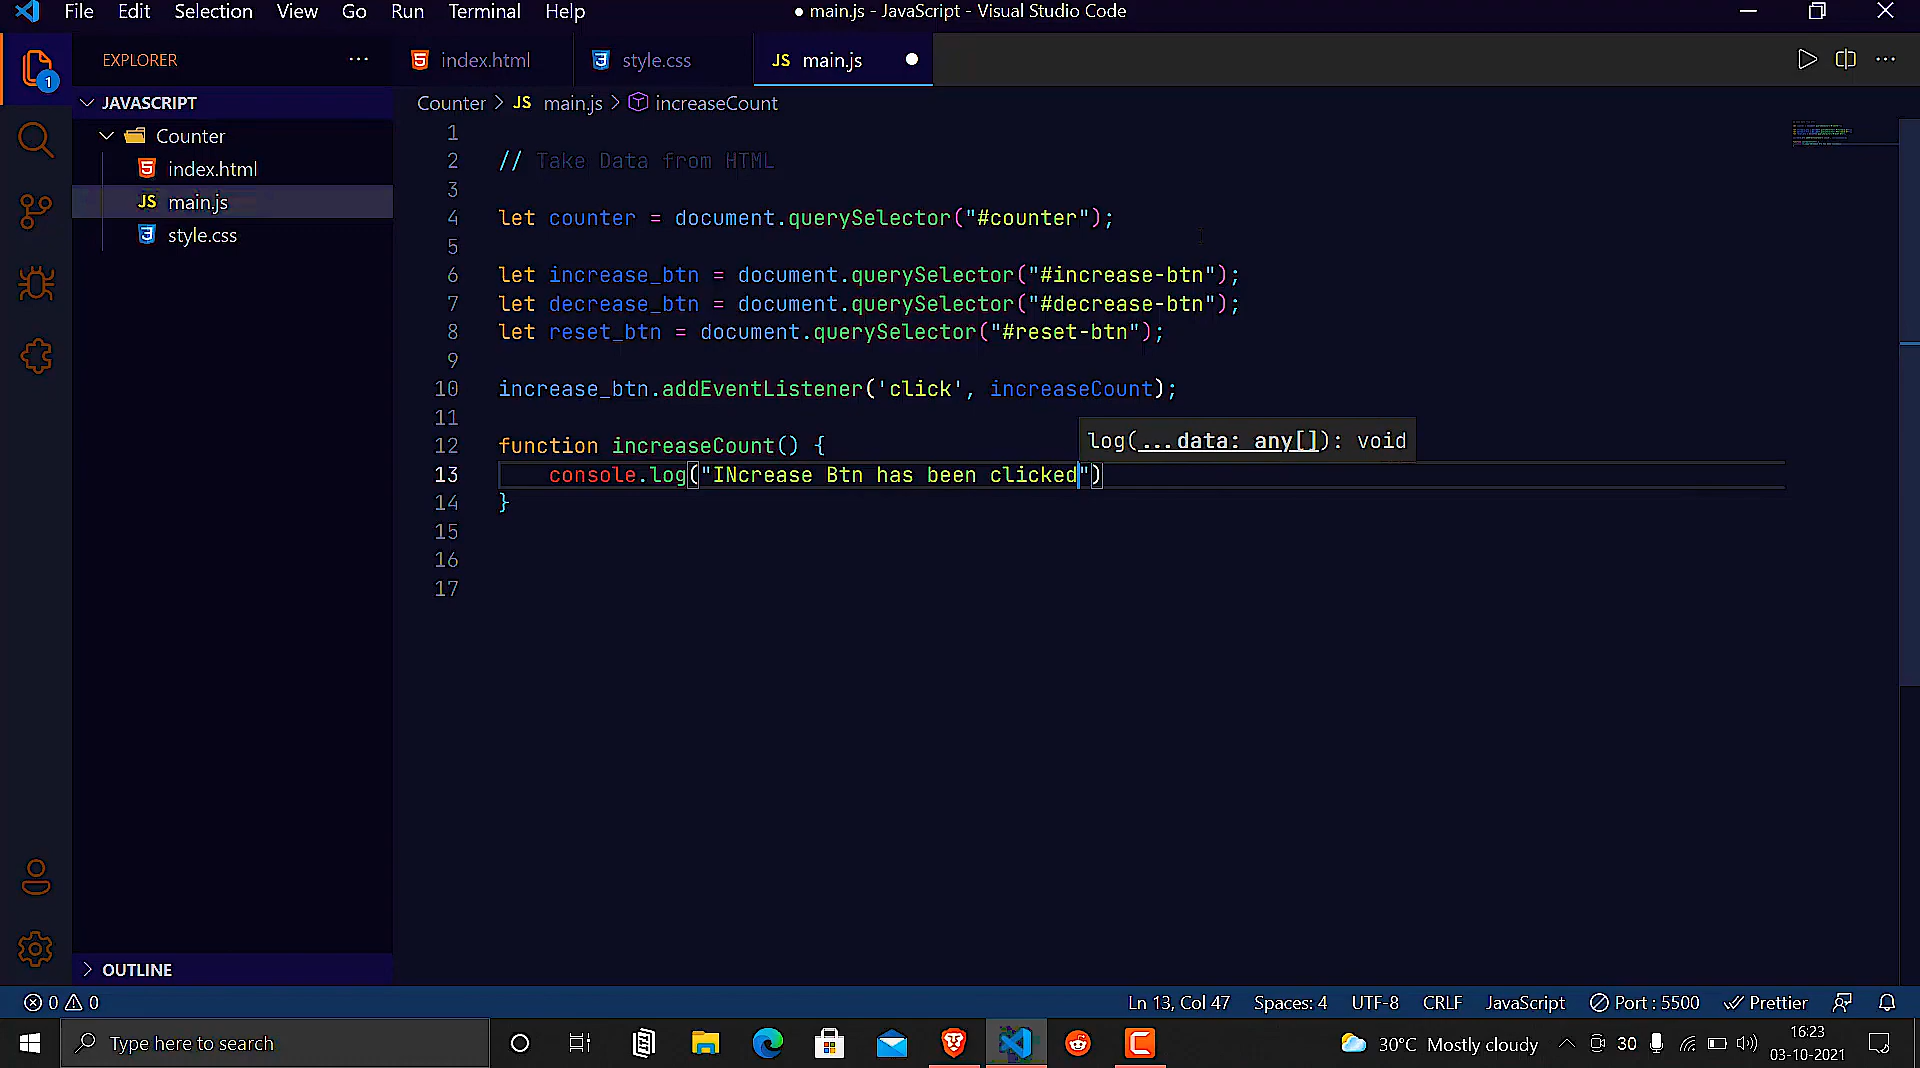 File Edit Selection View Go Run Terminal Help ● main.js - JavaScript - Visual Studio Code
EXPLORER ···
index.html
style.css
JS main.js
1
JAVASCRIPT
Counter
index.html
JS main.js
style.css
Counter > JS main.js > increaseCount
1
2 // Take Data from HTML
3
4 let counter = document.querySelector("#counter");
5
6 let increase_btn = document.querySelector("#increase-btn");
7 let decrease_btn = document.querySelector("#decrease-btn");
8 let reset_btn = document.querySelector("#reset-btn");
9
10 increase_btn.addEventListener('click', increaseCount);
11
12 function increaseCount() {
log(...data: any[]): void
13 console.log("INcrease Btn has been clicked")
14 }
15
16
17
OUTLINE
0 0
Ln 13, Col 47 Spaces: 4 UTF-8 CRLF JavaScript Port : 5500 Prettier
Type here to search
30°C Mostly cloudy
30
16:23
03-10-2021